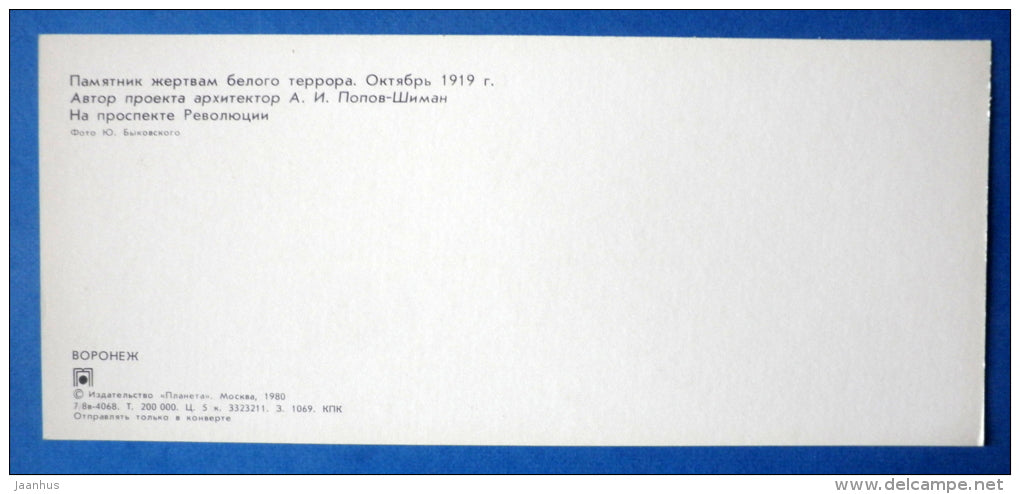 Памятник жертвам белого террора. Октябрь 1919 г.
Автор проекта архитектор А. И. Попов-Шиман
На проспекте Революции
Фото Ю. Быковского
ВОРОНЕЖ
© Издательство «Планета». Москва, 1980
7/8в-4068. Т. 200 000. Ц. 5 к. 3323211. З. 1069. КПК
Отправлять только в конверте
jaanhus
delcampe.net